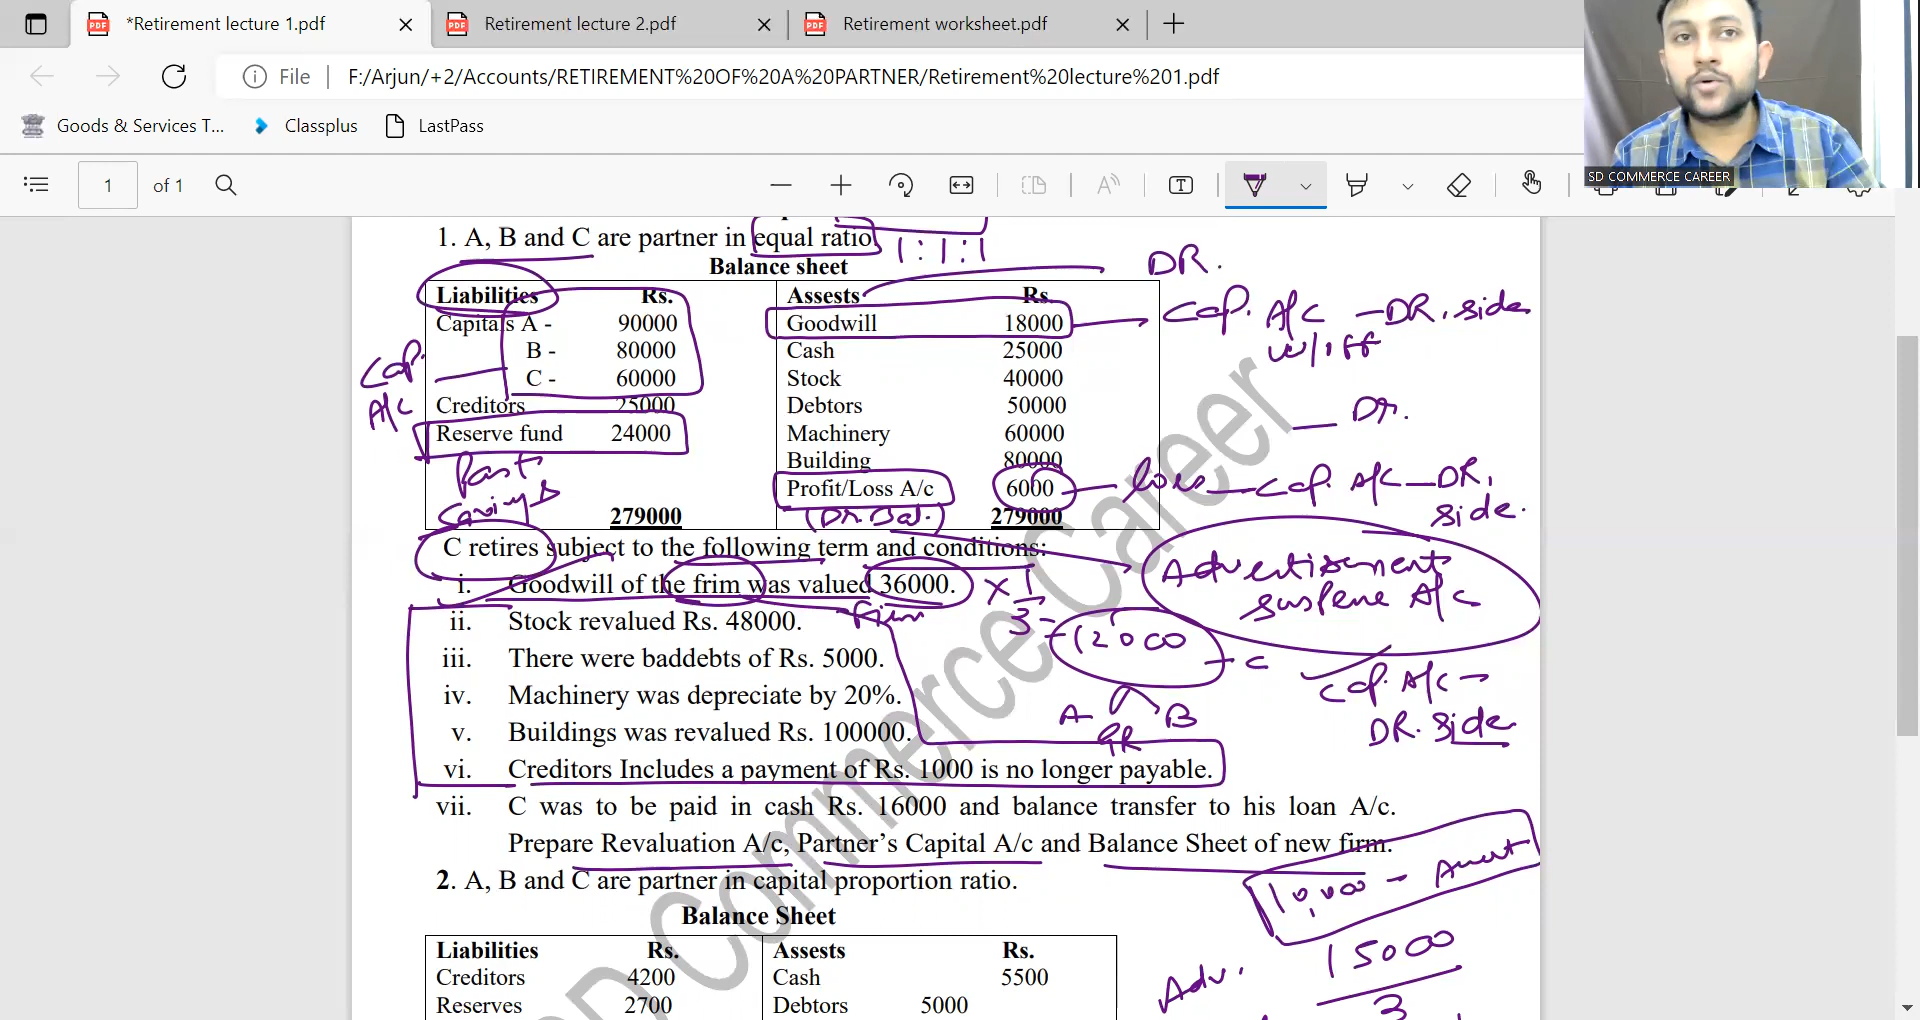 *Retirement lecture 1.pdf
Retirement lecture 2.pdf
Retirement worksheet.pdf
File
F:/Arjun/+2/Accounts/RETIREMENT%20OF%20A%20PARTNER/Retirement%20lecture%201.pdf
Goods & Services T...
Classplus
LastPass
1 of 1
SD COMMERCE CAREER
1. A, B and C are partner in equal ratio. 1:1:1
Balance sheet
DR.
Liabilities Rs. Assests Rs.
Capitals A - 90000 Goodwill 18000
Cap. A/c - DR. side
w/off
B - 80000 Cash 25000
C - 60000 Stock 40000
Cap. A/c
Creditors 25000 Debtors 50000
Dr.
Reserve fund 24000 Machinery 60000
Past
Savings
Building 80000
Profit/Loss A/c 6000
loss - Cap. A/c - DR. side.
279000 (Dr. Bal.) 279000
C retires subject to the following term and conditions:
i. Goodwill of the frim was valued 36000. × 1/3 = 12000 - C
Firm
A B
GR
Advertisement
suspene A/c
Cap. A/c -
DR. side
ii. Stock revalued Rs. 48000.
iii. There were baddebts of Rs. 5000.
iv. Machinery was depreciate by 20%.
v. Buildings was revalued Rs. 100000.
vi. Creditors Includes a payment of Rs. 1000 is no longer payable.
vii. C was to be paid in cash Rs. 16000 and balance transfer to his loan A/c.
Prepare Revaluation A/c, Partner's Capital A/c and Balance Sheet of new firm.
2. A, B and C are partner in capital proportion ratio.
10,000 -
15000
3
Adv.
Balance Sheet
Liabilities Rs. Assests Rs.
Creditors 4200 Cash 5500
Reserves 2700 Debtors 5000
SD Commerce Career